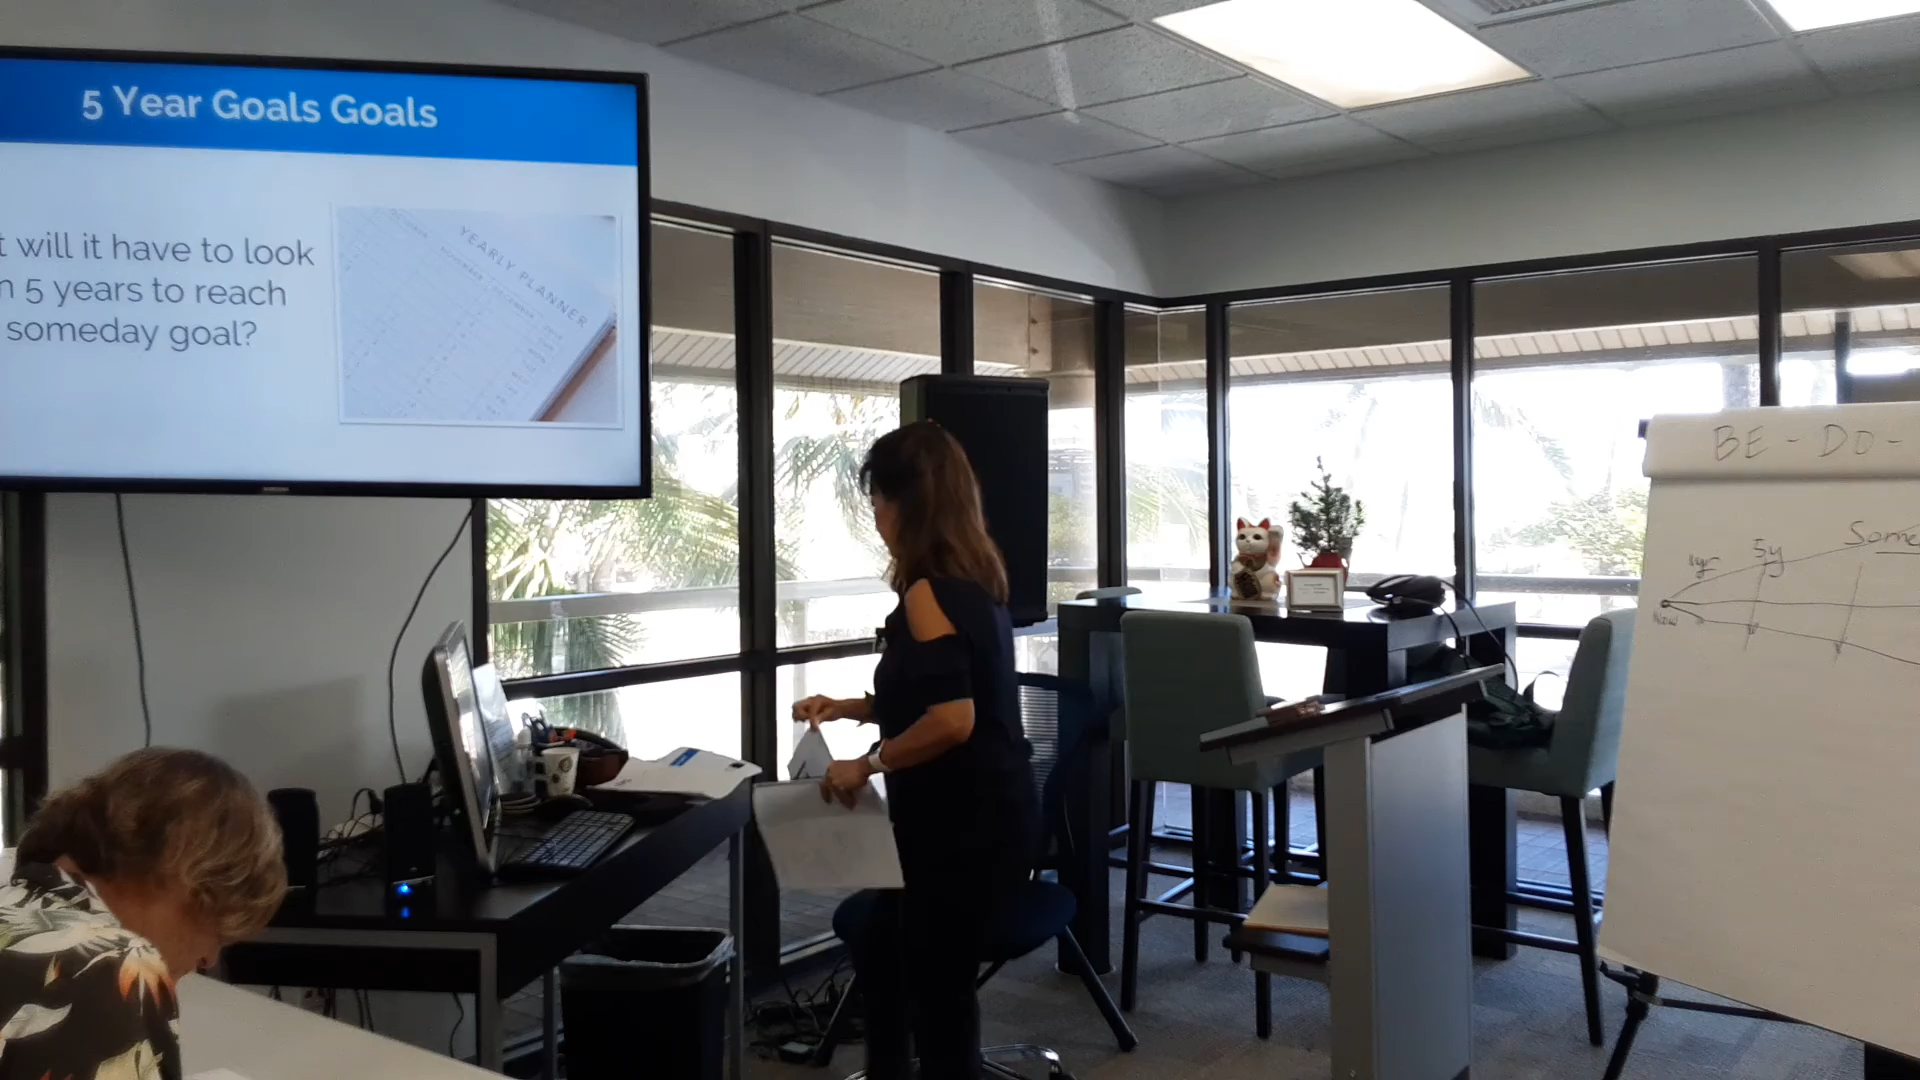 5 Year Goals Goals
t will it have to look
n 5 years to reach
someday goal?
YEARLY PLANNER
BE - DO -
Some
1yr 5y
Now